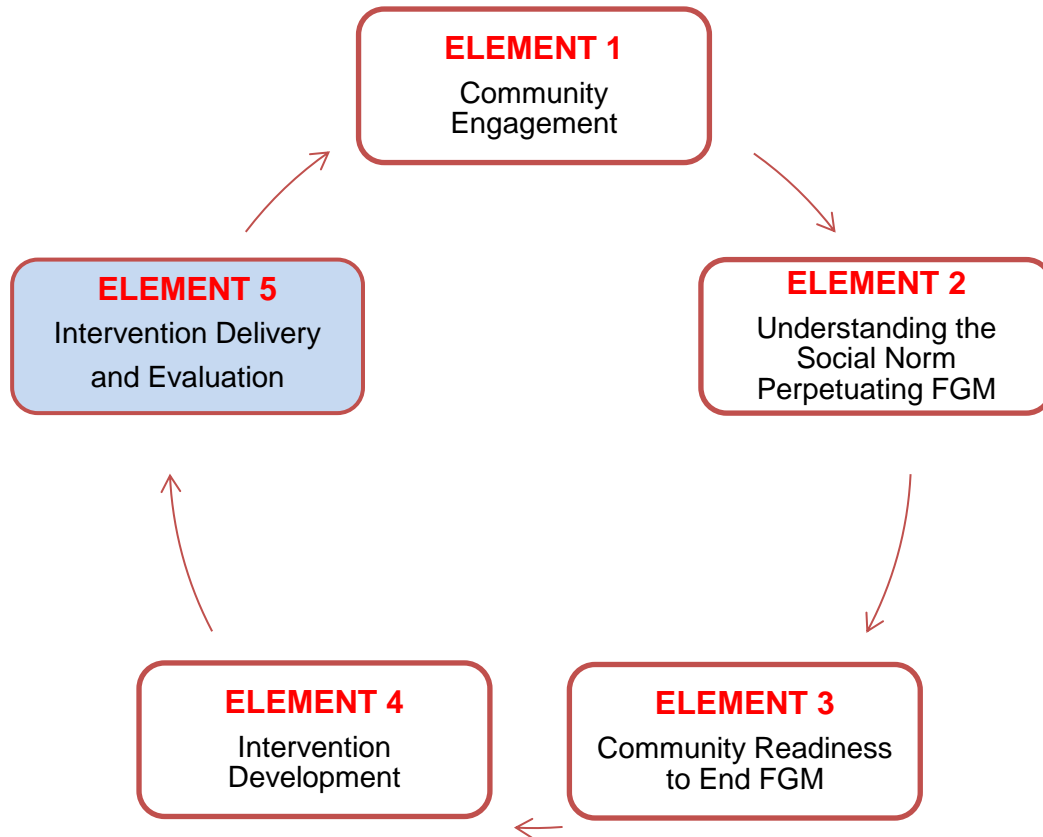 ELEMENT 1
Community
Engagement
ELEMENT 2
Understanding the
Social Norm
Perpetuating FGM
ELEMENT 3
Community Readiness
to End FGM
ELEMENT 4
Intervention
Development
ELEMENT 5
Intervention Delivery
and Evaluation